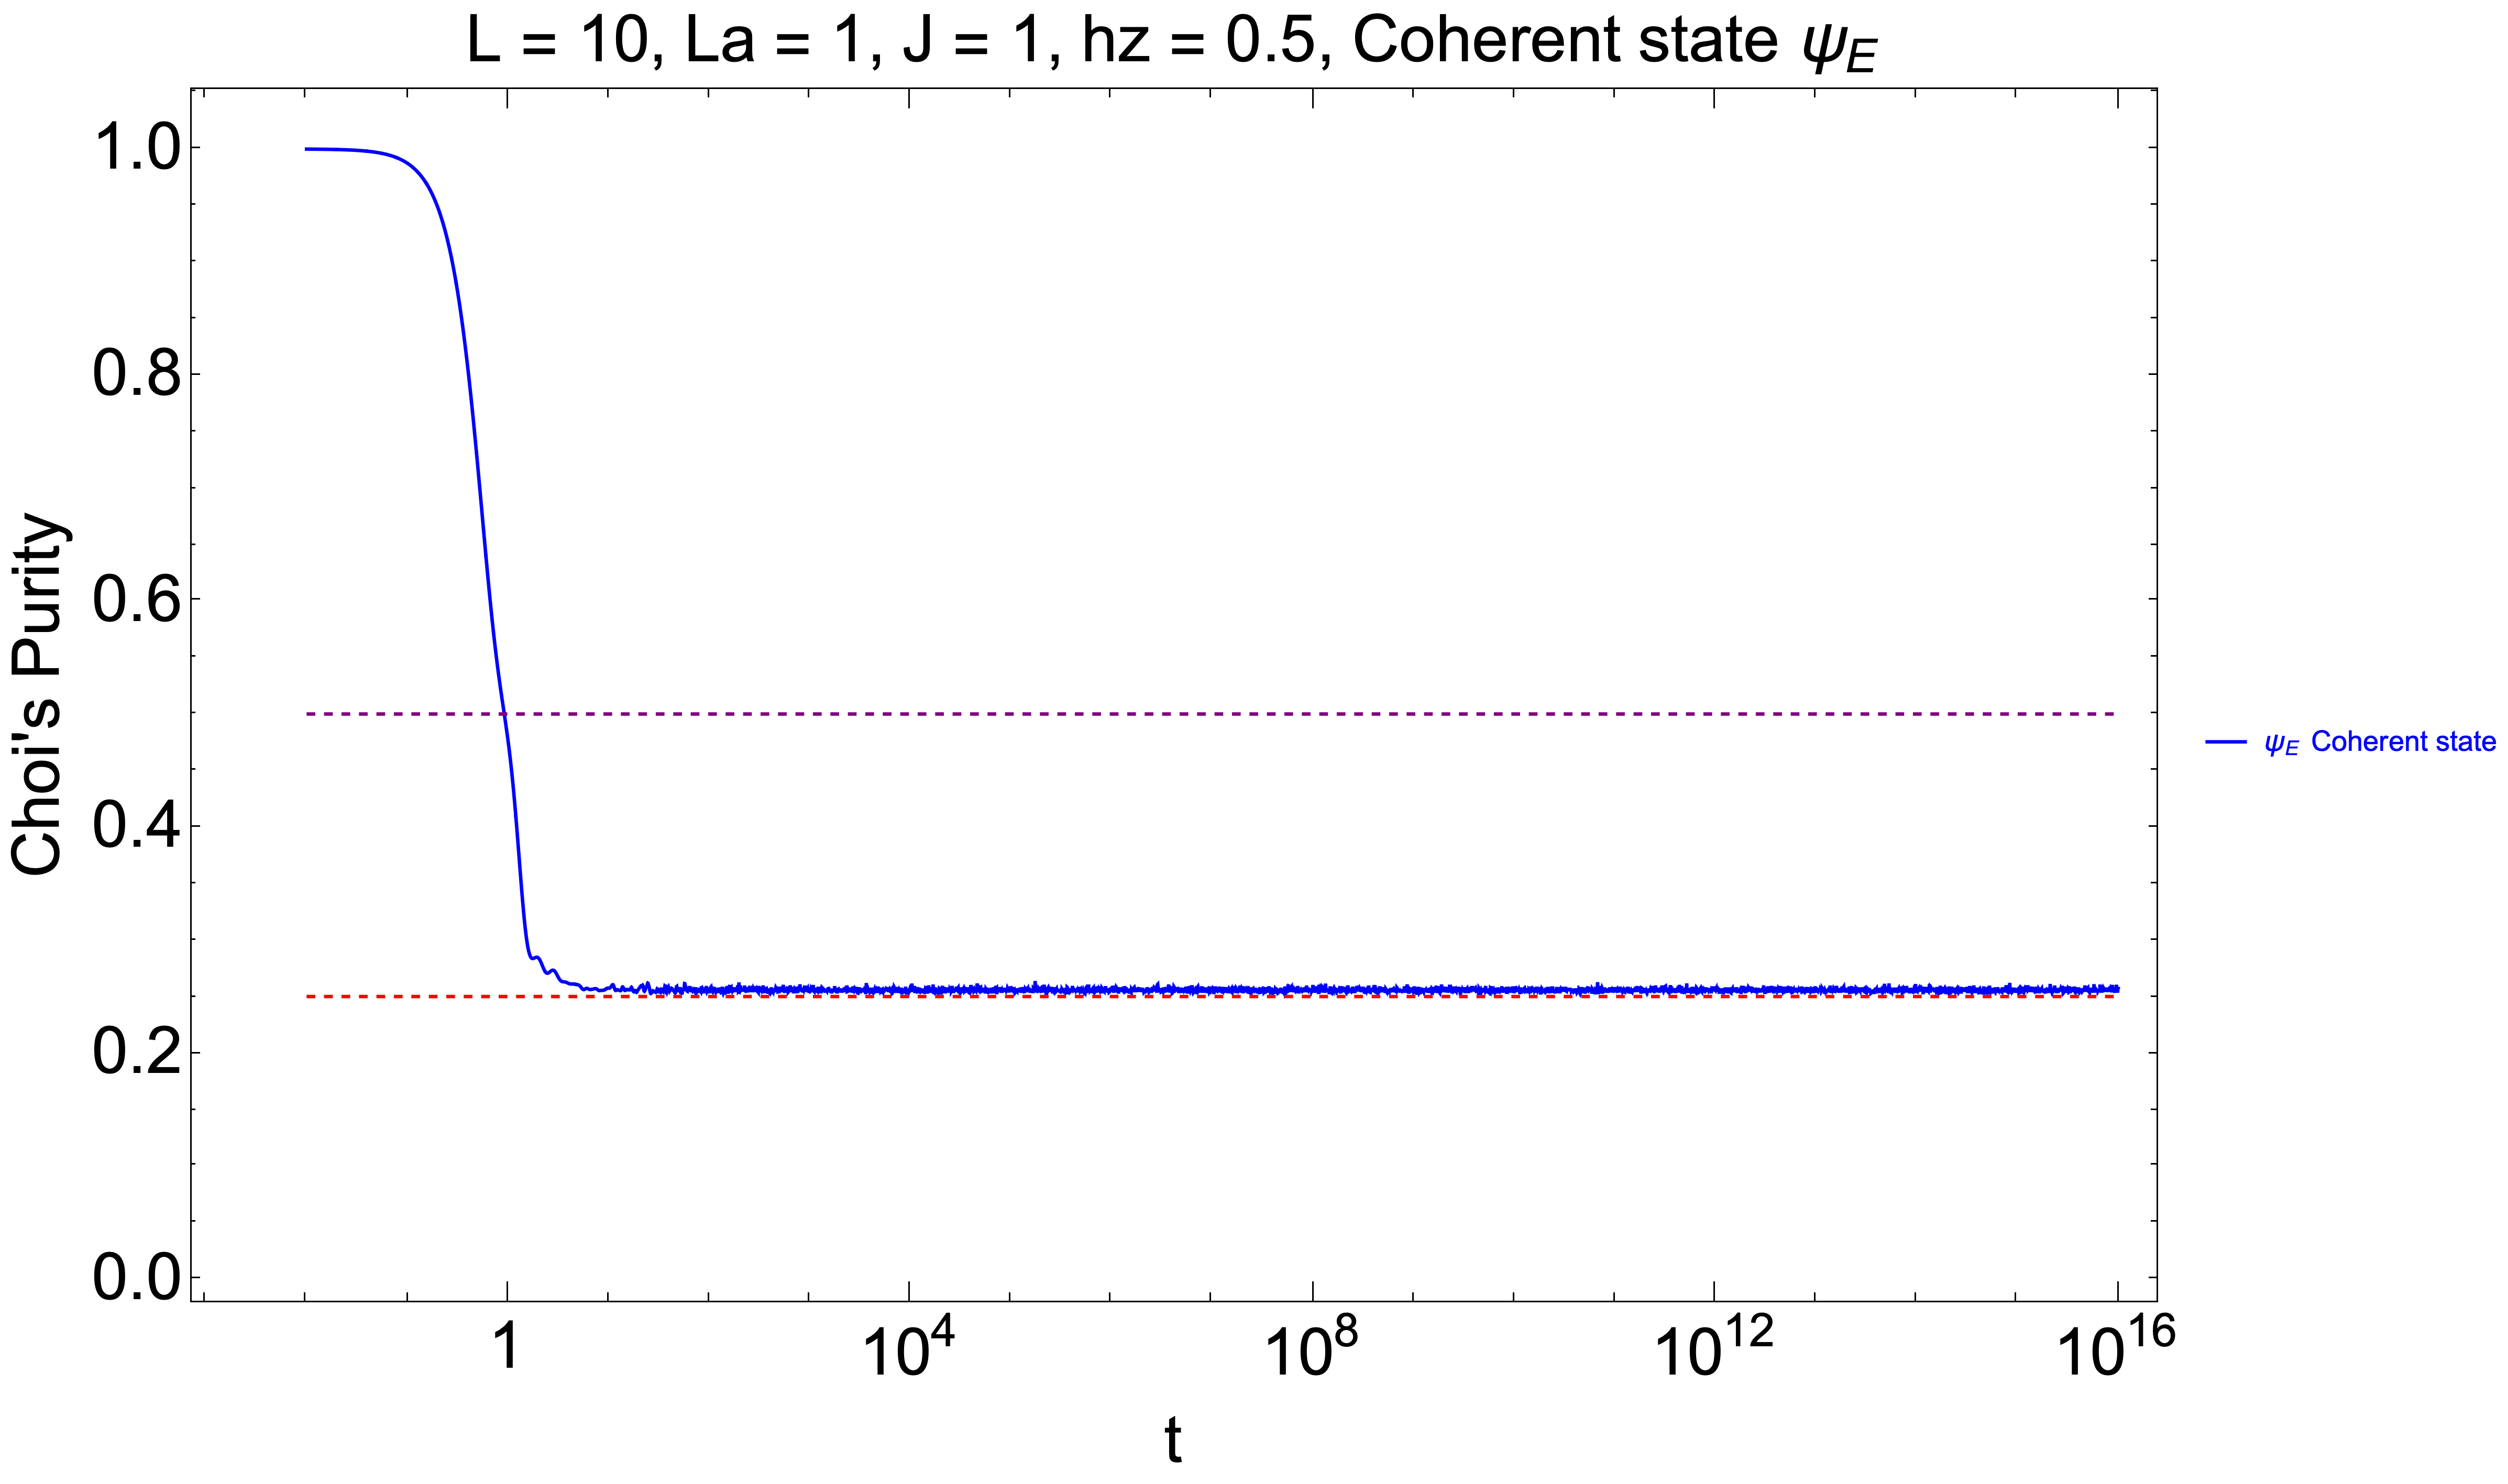 L = 10, La = 1, J = 1, hz = 0.5, Coherent state ψE
Choi's Purity
1.0
0.8
0.6
0.4
0.2
0.0
1
10^4
10^8
10^12
10^16
t
ψE Coherent state